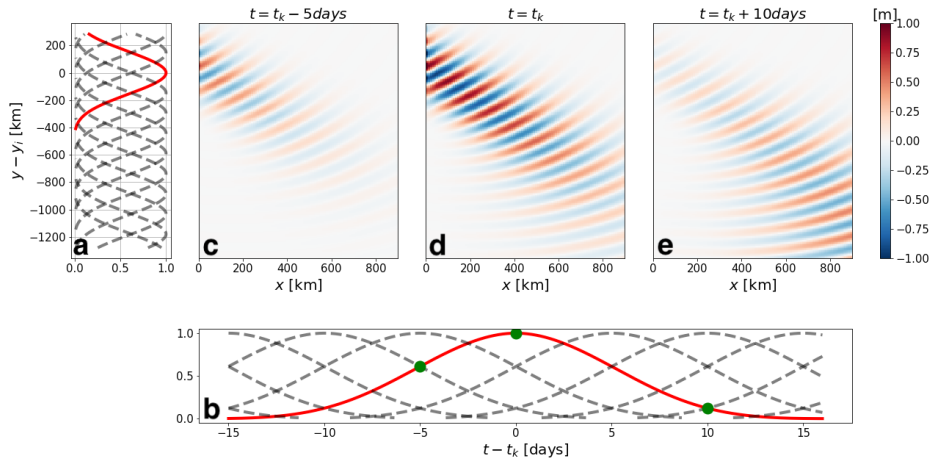 t = t_k − 5days
t = t_k
t = t_k + 10days
[m]
y − y_i [km]
200
0
−200
−400
−600
−800
−1000
−1200
0.0 0.5 1.0
a
c
d
e
0 200 400 600 800
x [km]
0 200 400 600 800
x [km]
0 200 400 600 800
x [km]
1.00
0.75
0.50
0.25
0.00
−0.25
−0.50
−0.75
−1.00
1.0
0.5
0.0
b
−15 −10 −5 0 5 10 15
t − t_k [days]